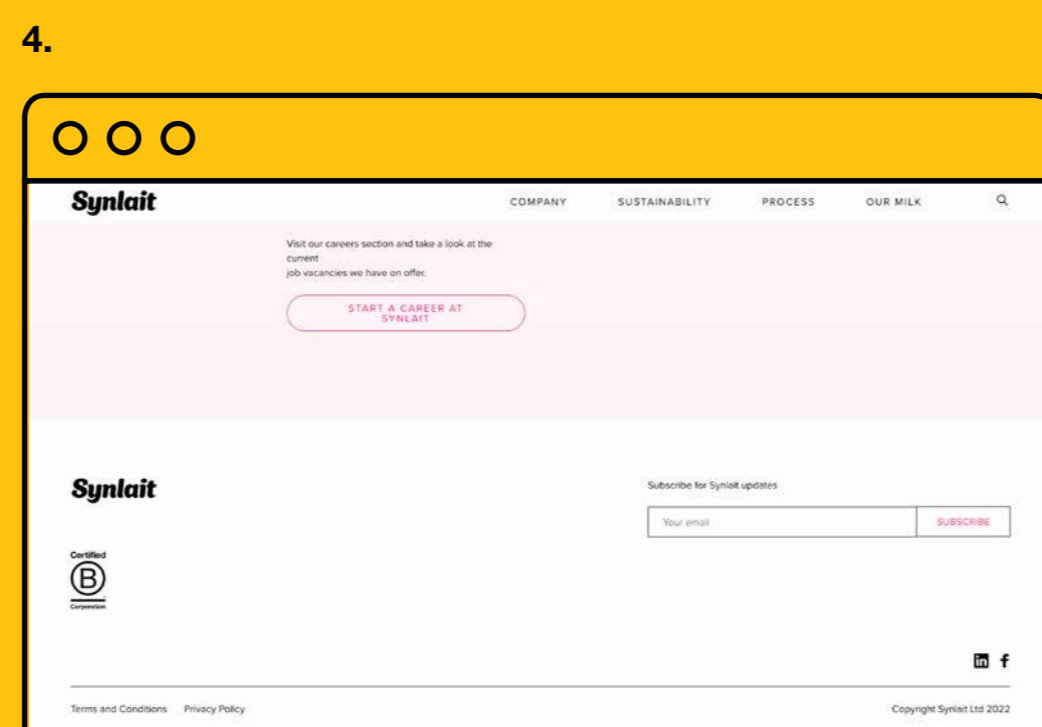 4.
Synlait
COMPANY SUSTAINABILITY PROCESS OUR MILK
Visit our careers section and take a look at the
current
job vacancies we have on offer.
START A CAREER AT
SYNLAIT
Synlait
Subscribe for Synlait updates
Your email SUBSCRIBE
Certified
B
Corporation
in f
Terms and Conditions Privacy Policy Copyright Synlait Ltd 2022